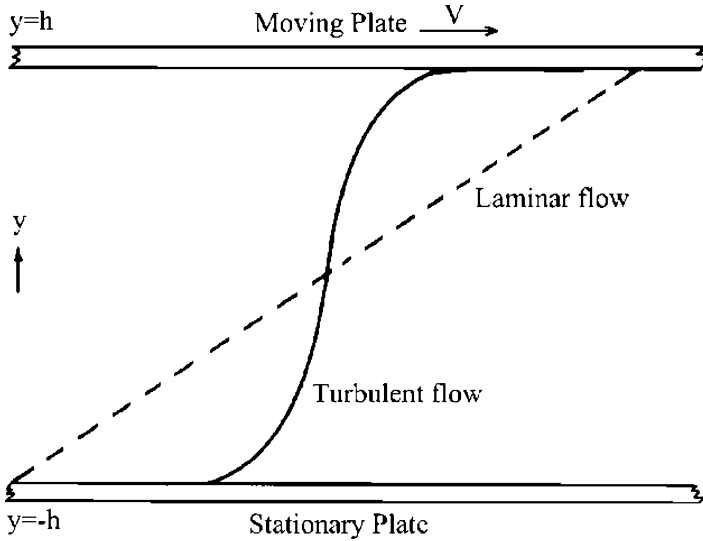 y=h
Moving Plate
V
Laminar flow
y
Turbulent flow
y=-h
Stationary Plate